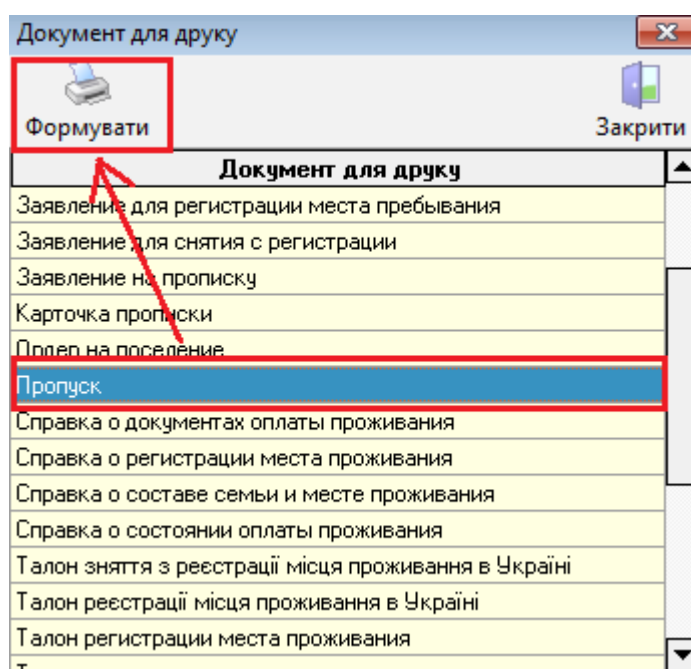 Документ для друку
Формувати
Закрити
Документ для друку
Заявление для регистрации места пребывания
Заявление для снятия с регистрации
Заявление на прописку
Карточка прописки
Ордер на поселение
Пропуск
Справка о документах оплаты проживания
Справка о регистрации места проживания
Справка о составе семьи и месте проживания
Справка о состоянии оплаты проживания
Талон зняття з реєстрації місця проживання в Україні
Талон реєстрації місця проживання в Україні
Талон регистрации места проживания